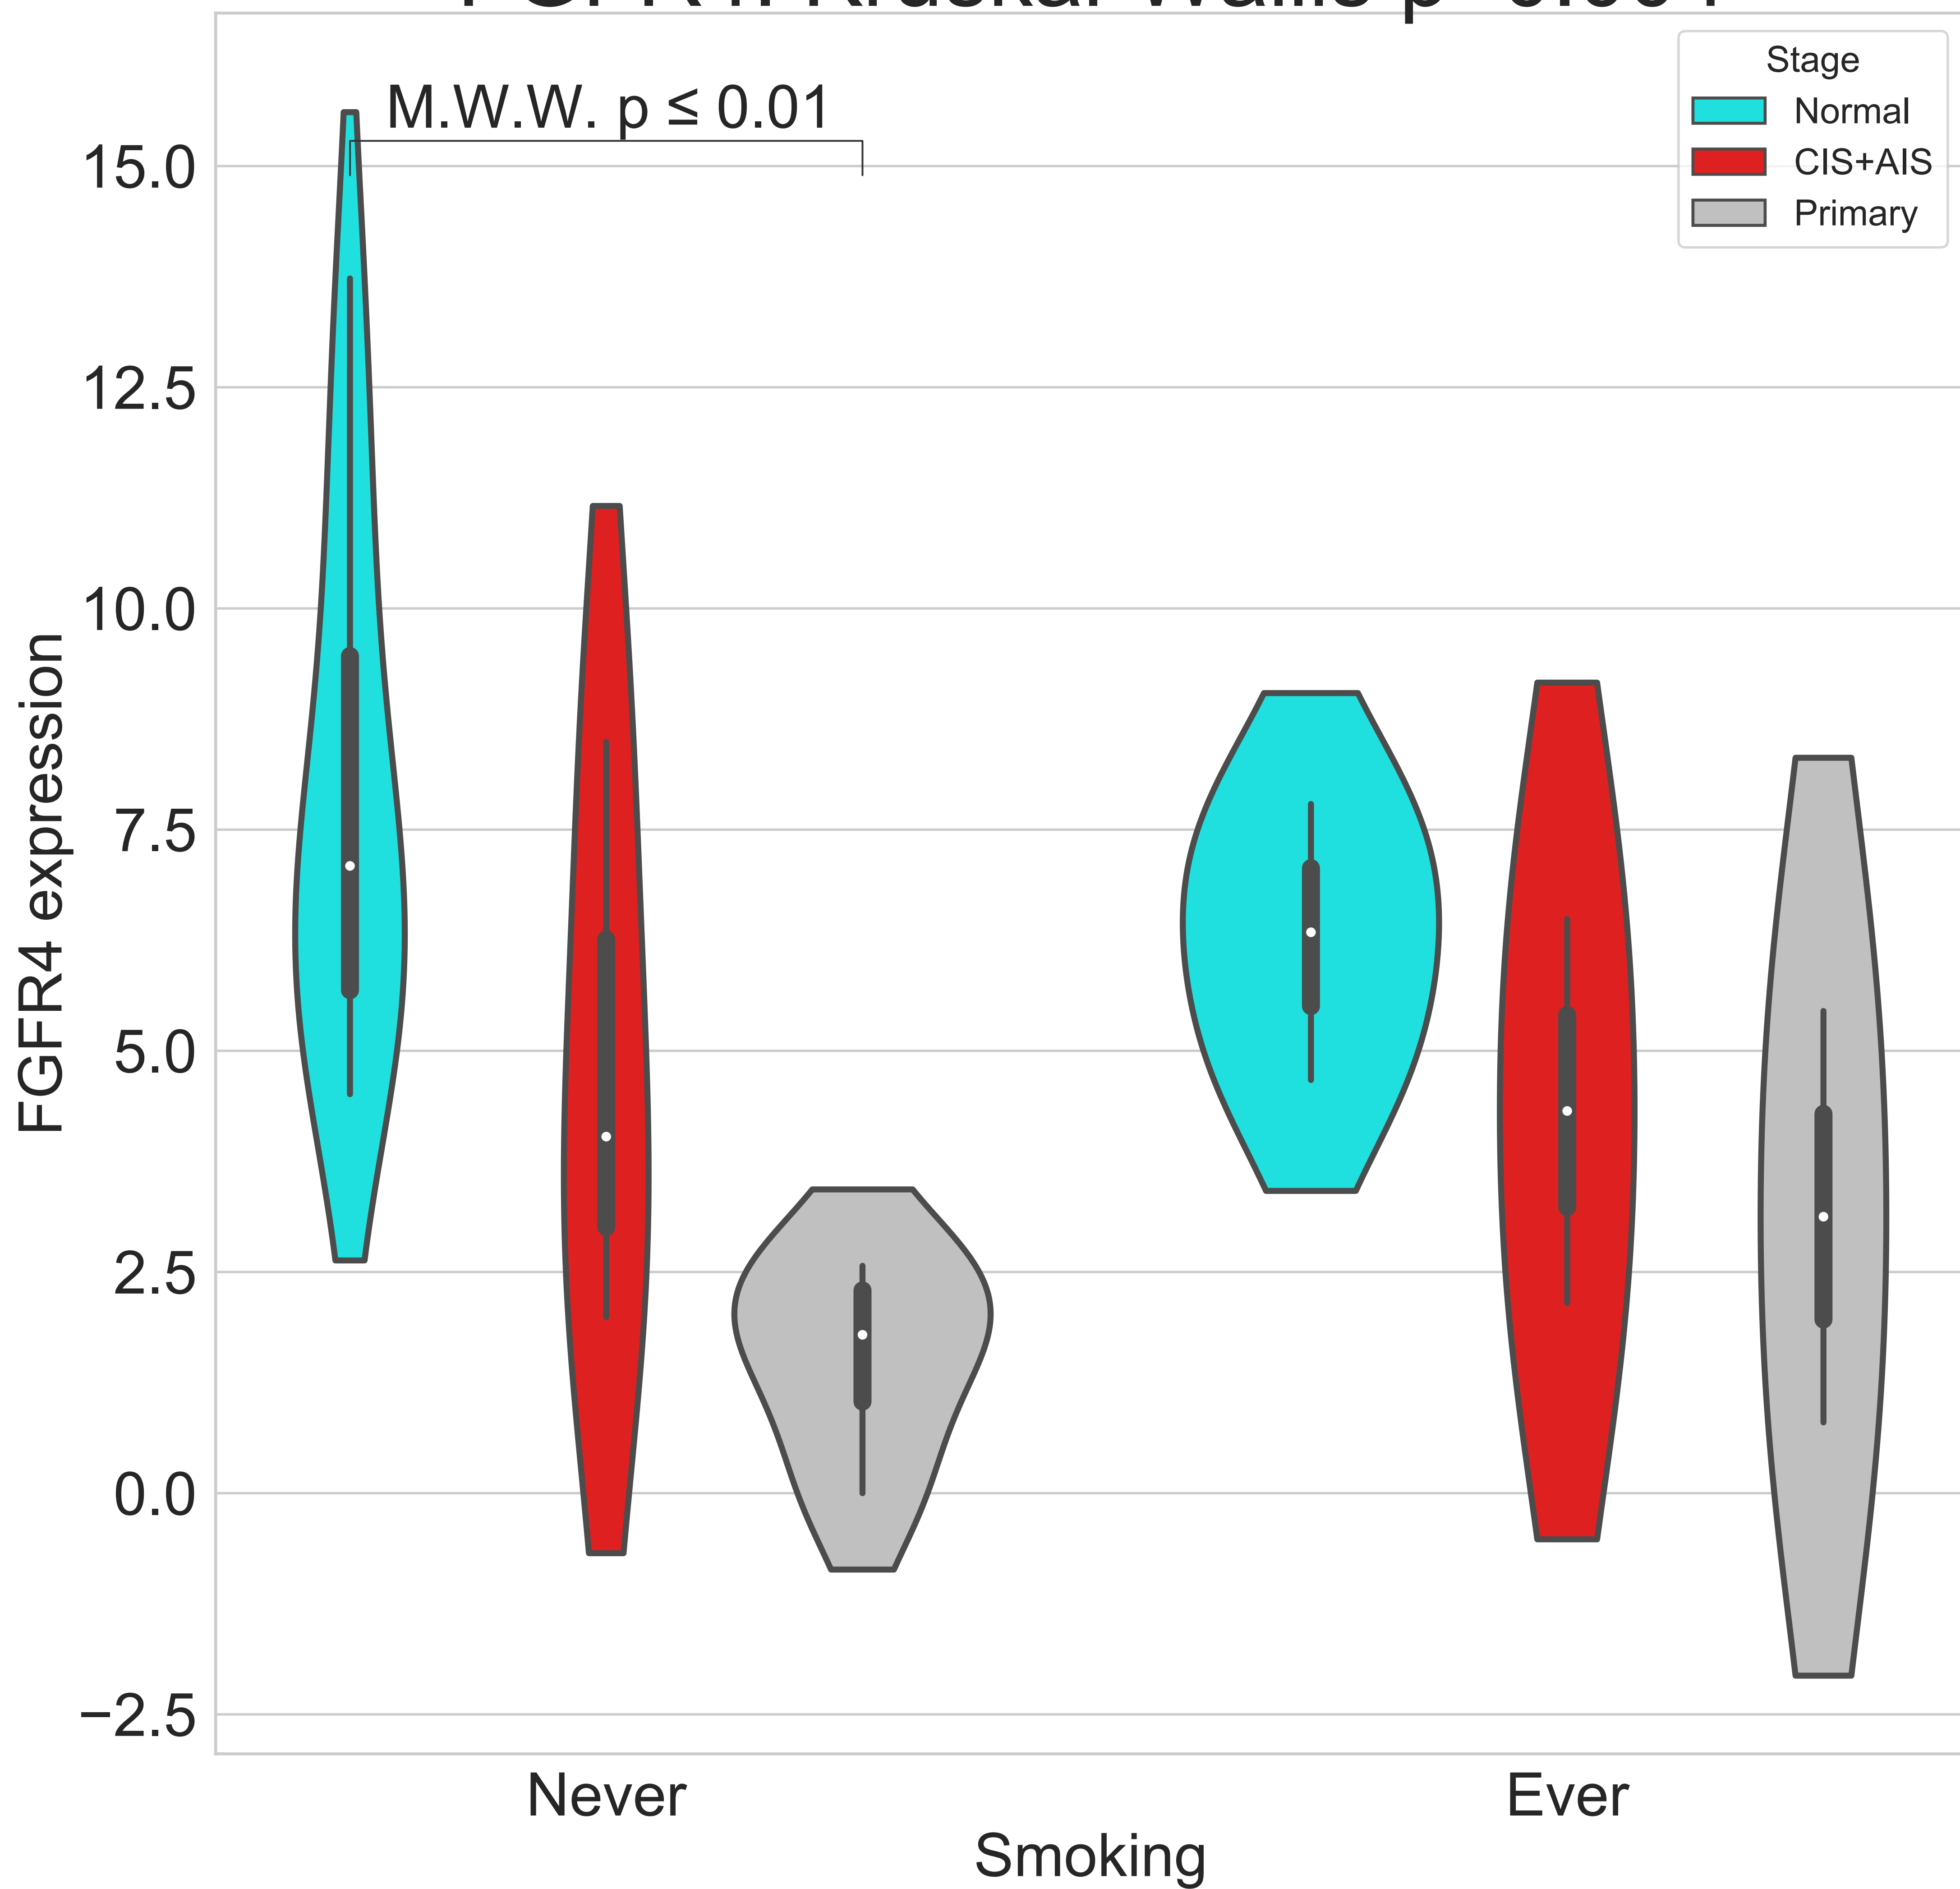 M.W.W. p ≤ 0.01
Stage
Normal
CIS+AIS
Primary
15.0
12.5
10.0
7.5
5.0
2.5
0.0
−2.5
FGFR4 expression
Never
Ever
Smoking